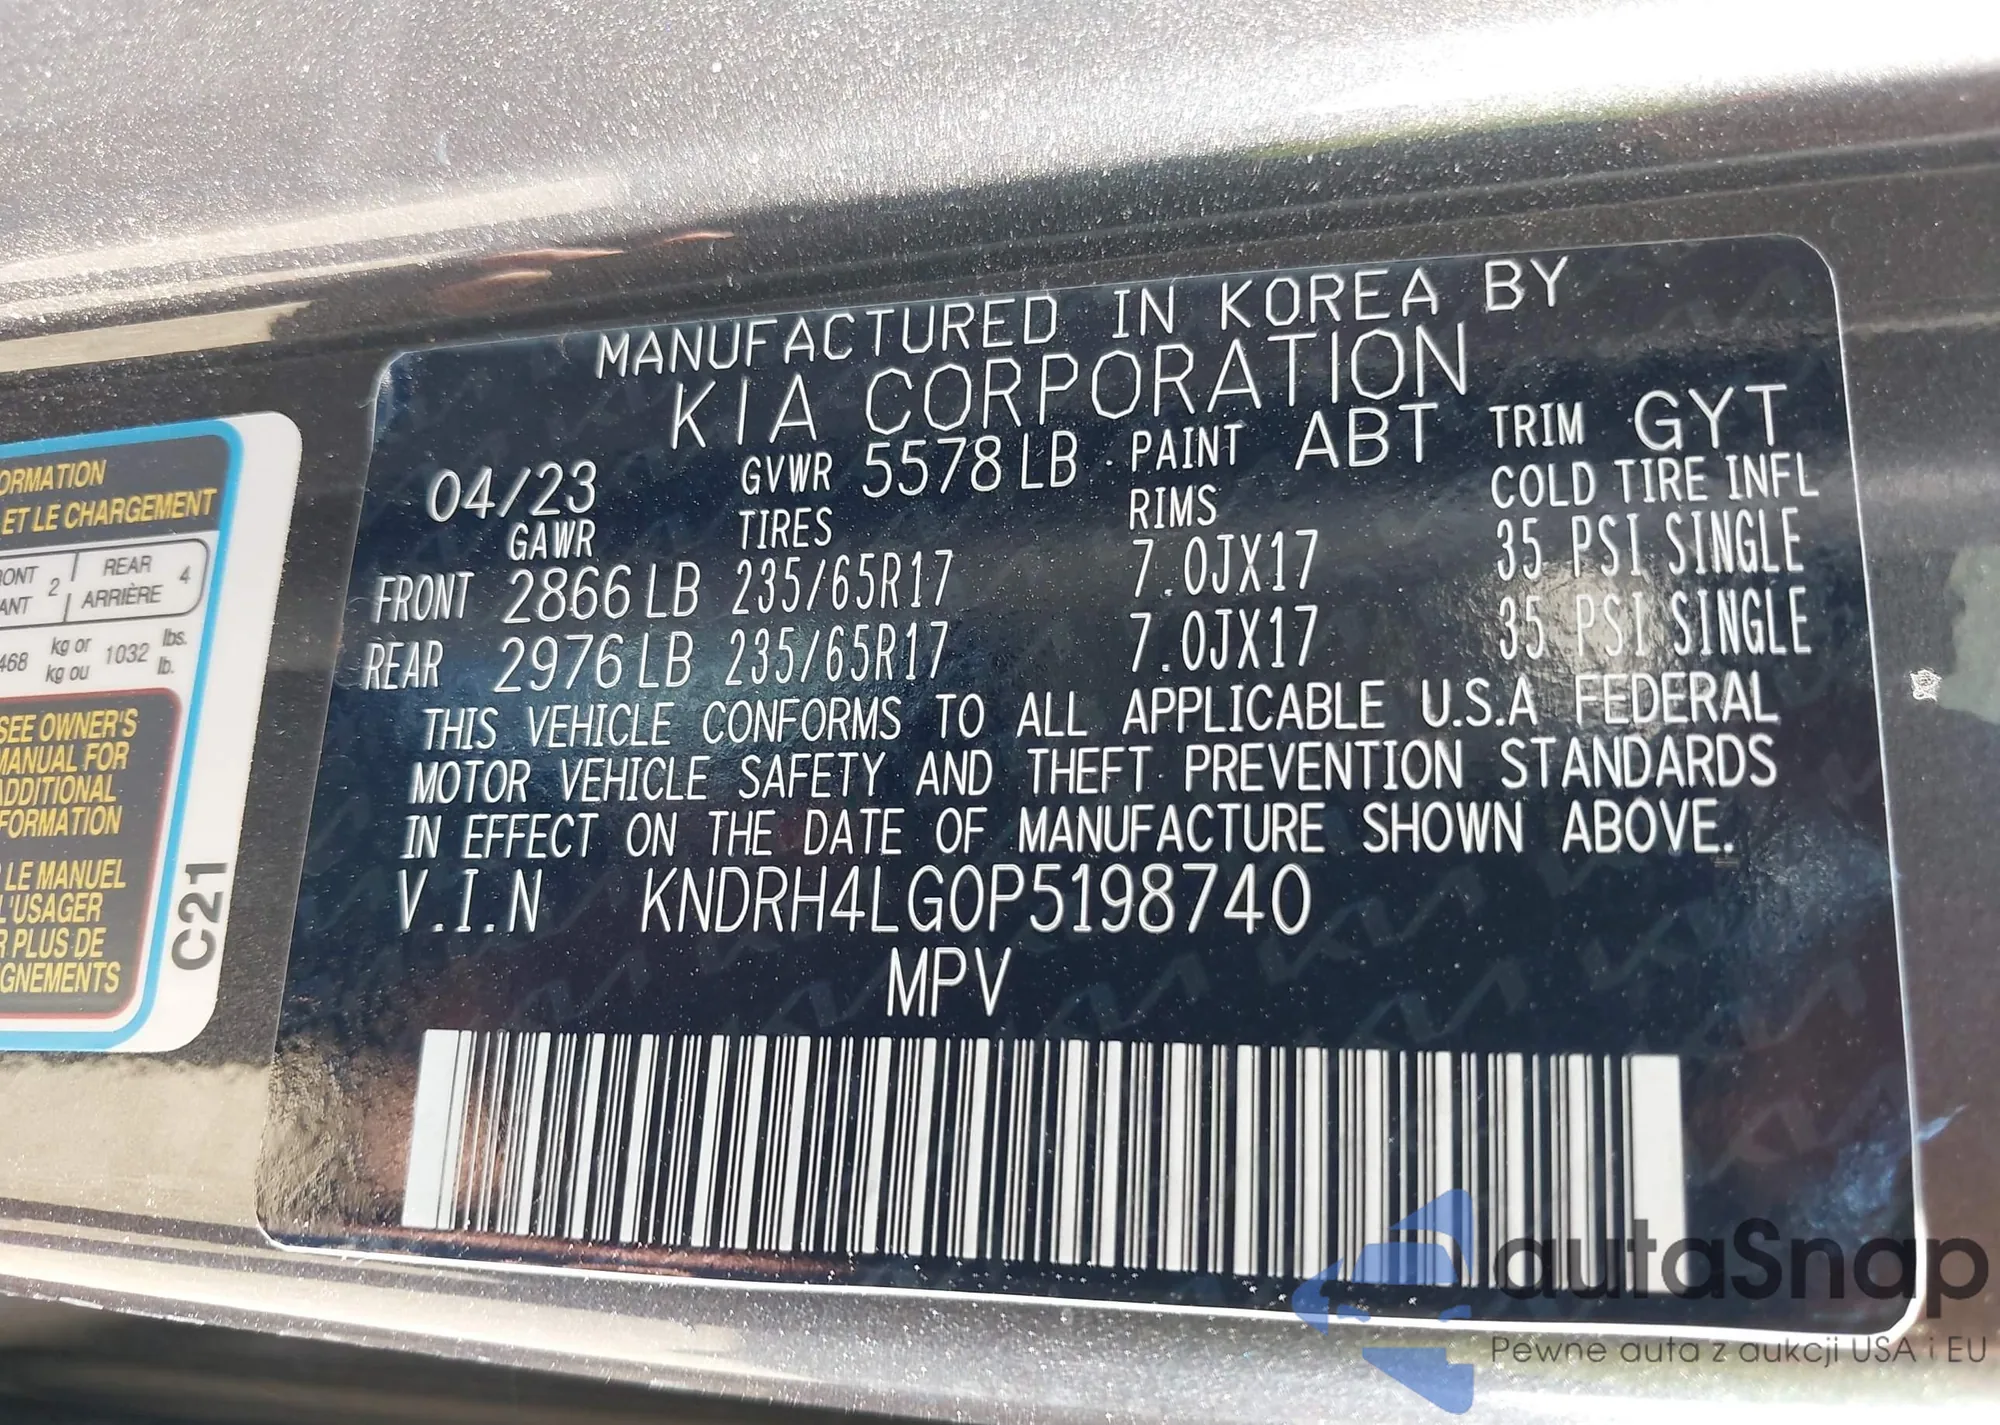 MANUFACTURED IN KOREA BY
KIA CORPORATION
04/23 GVWR 5578 LB PAINT ABT TRIM GYT
GAWR TIRES RIMS COLD TIRE INFL
FRONT 2866 LB 235/65R17 7.0JX17 35 PSI SINGLE
REAR 2976 LB 235/65R17 7.0JX17 35 PSI SINGLE
THIS VEHICLE CONFORMS TO ALL APPLICABLE U.S.A FEDERAL
MOTOR VEHICLE SAFETY AND THEFT PREVENTION STANDARDS
IN EFFECT ON THE DATE OF MANUFACTURE SHOWN ABOVE.
V.I.N KNDRH4LG0P5198740
MPV
ORMATION
ET LE CHARGEMENT
ONT 2 REAR 4
ANT ARRIÈRE
468 kg or 1032 lbs.
kg ou lb.
SEE OWNER'S
MANUAL FOR
ADDITIONAL
FORMATION
LE MANUEL
L'USAGER
R PLUS DE
GNEMENTS
C21
autaSnap
Pewne auta z aukcji USA i EU